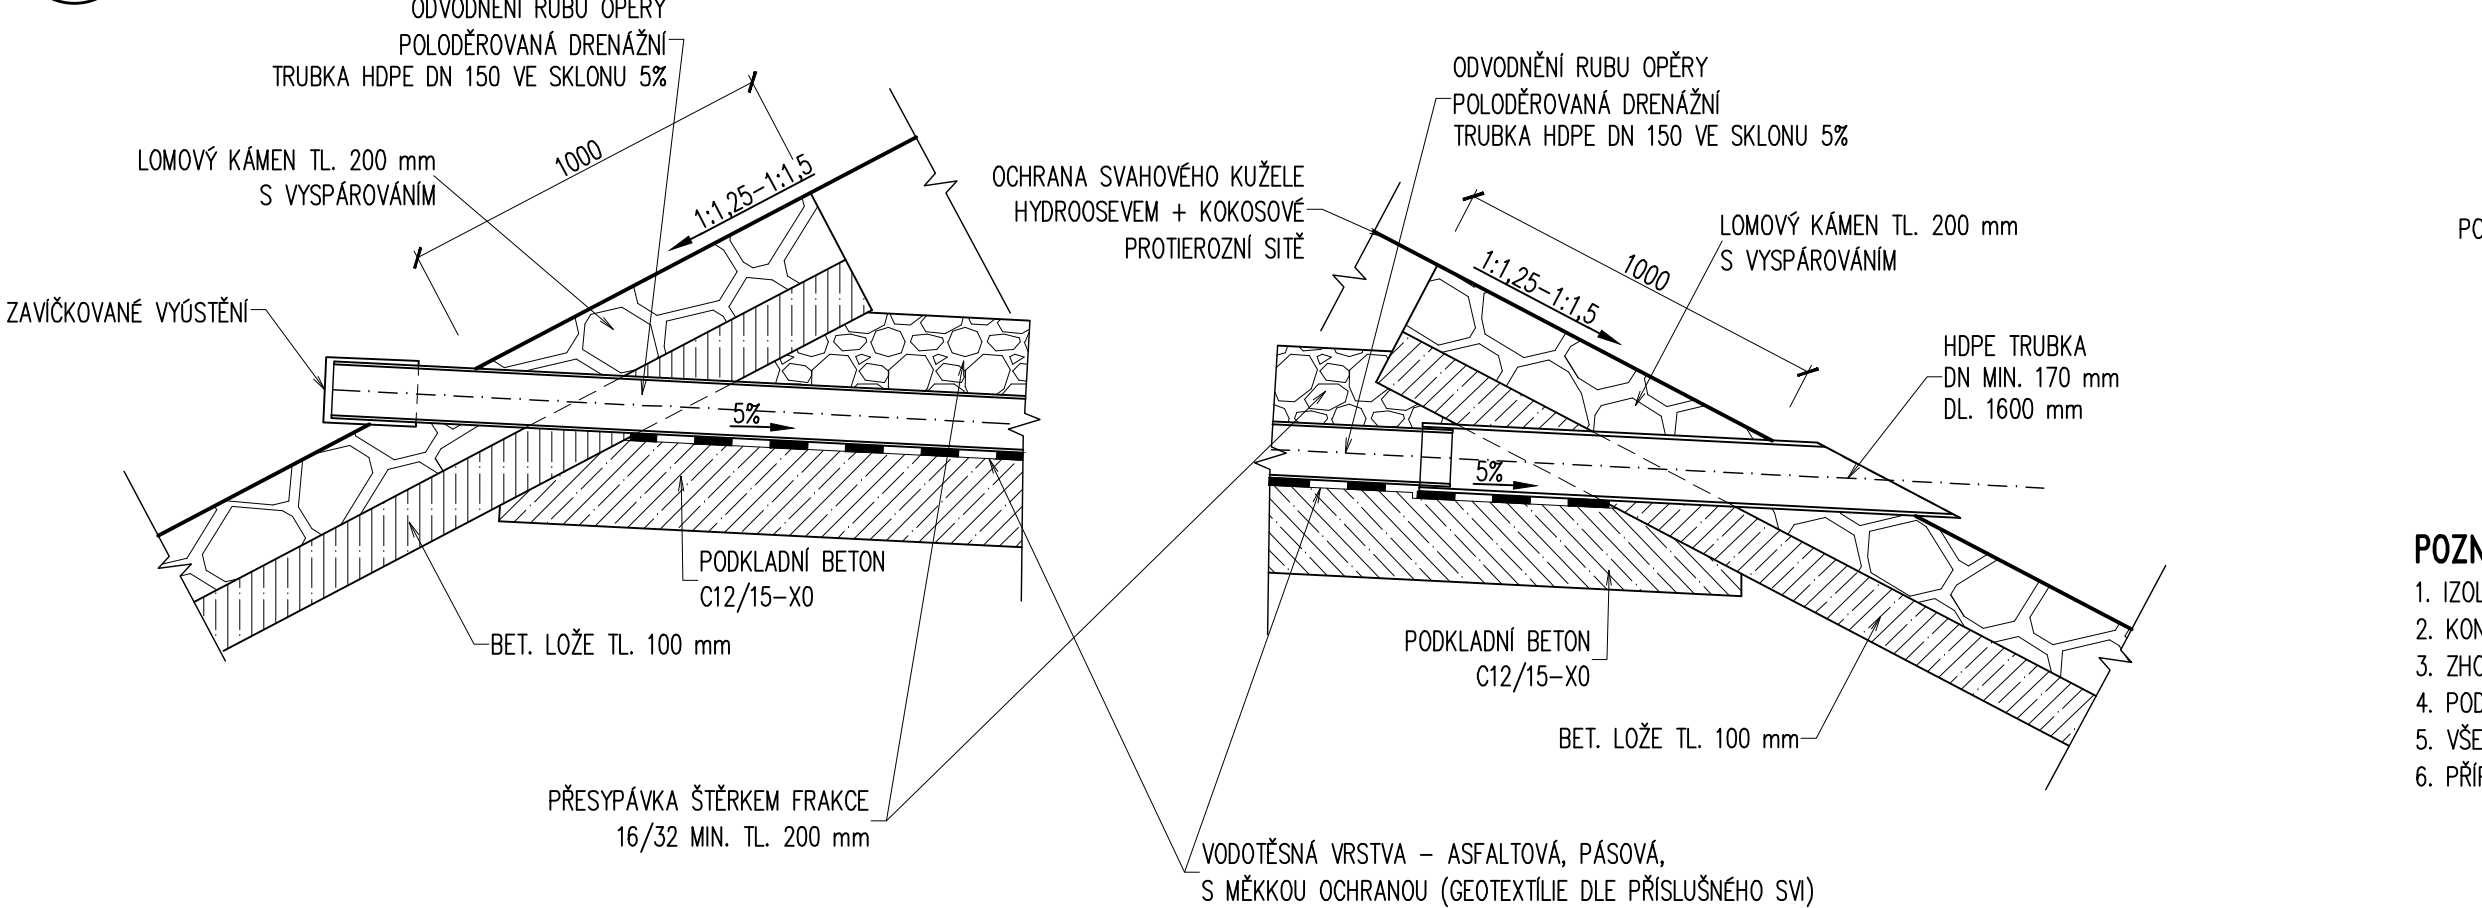 ODVODNĚNÍ RUBU OPĚRY
POLODĚROVANÁ DRENÁŽNÍ
TRUBKA HDPE DN 150 VE SKLONU 5%
LOMOVÝ KÁMEN TL. 200 mm
S VYSPÁROVÁNÍM
1000
1:1,25-1:1,5
ZAVÍČKOVANÉ VYÚSTĚNÍ
5%
PODKLADNÍ BETON
C12/15-X0
BET. LOŽE TL. 100 mm
PŘESYPÁVKA ŠTĚRKEM FRAKCE
16/32 MIN. TL. 200 mm
ODVODNĚNÍ RUBU OPĚRY
POLODĚROVANÁ DRENÁŽNÍ
TRUBKA HDPE DN 150 VE SKLONU 5%
OCHRANA SVAHOVÉHO KUŽELE
HYDROOSEVEM + KOKOSOVÉ
PROTIEROZNÍ SITĚ
LOMOVÝ KÁMEN TL. 200 mm
S VYSPÁROVÁNÍM
1:1,25-1:1,5
1000
HDPE TRUBKA
DN MIN. 170 mm
DL. 1600 mm
5%
PODKLADNÍ BETON
C12/15-X0
BET. LOŽE TL. 100 mm
VODOTĚSNÁ VRSTVA - ASFALTOVÁ, PÁSOVÁ,
S MĚKKOU OCHRANOU (GEOTEXTÍLIE DLE PŘÍSLUŠNÉHO SVI)
1.
2.
3.
4.
5.
6.